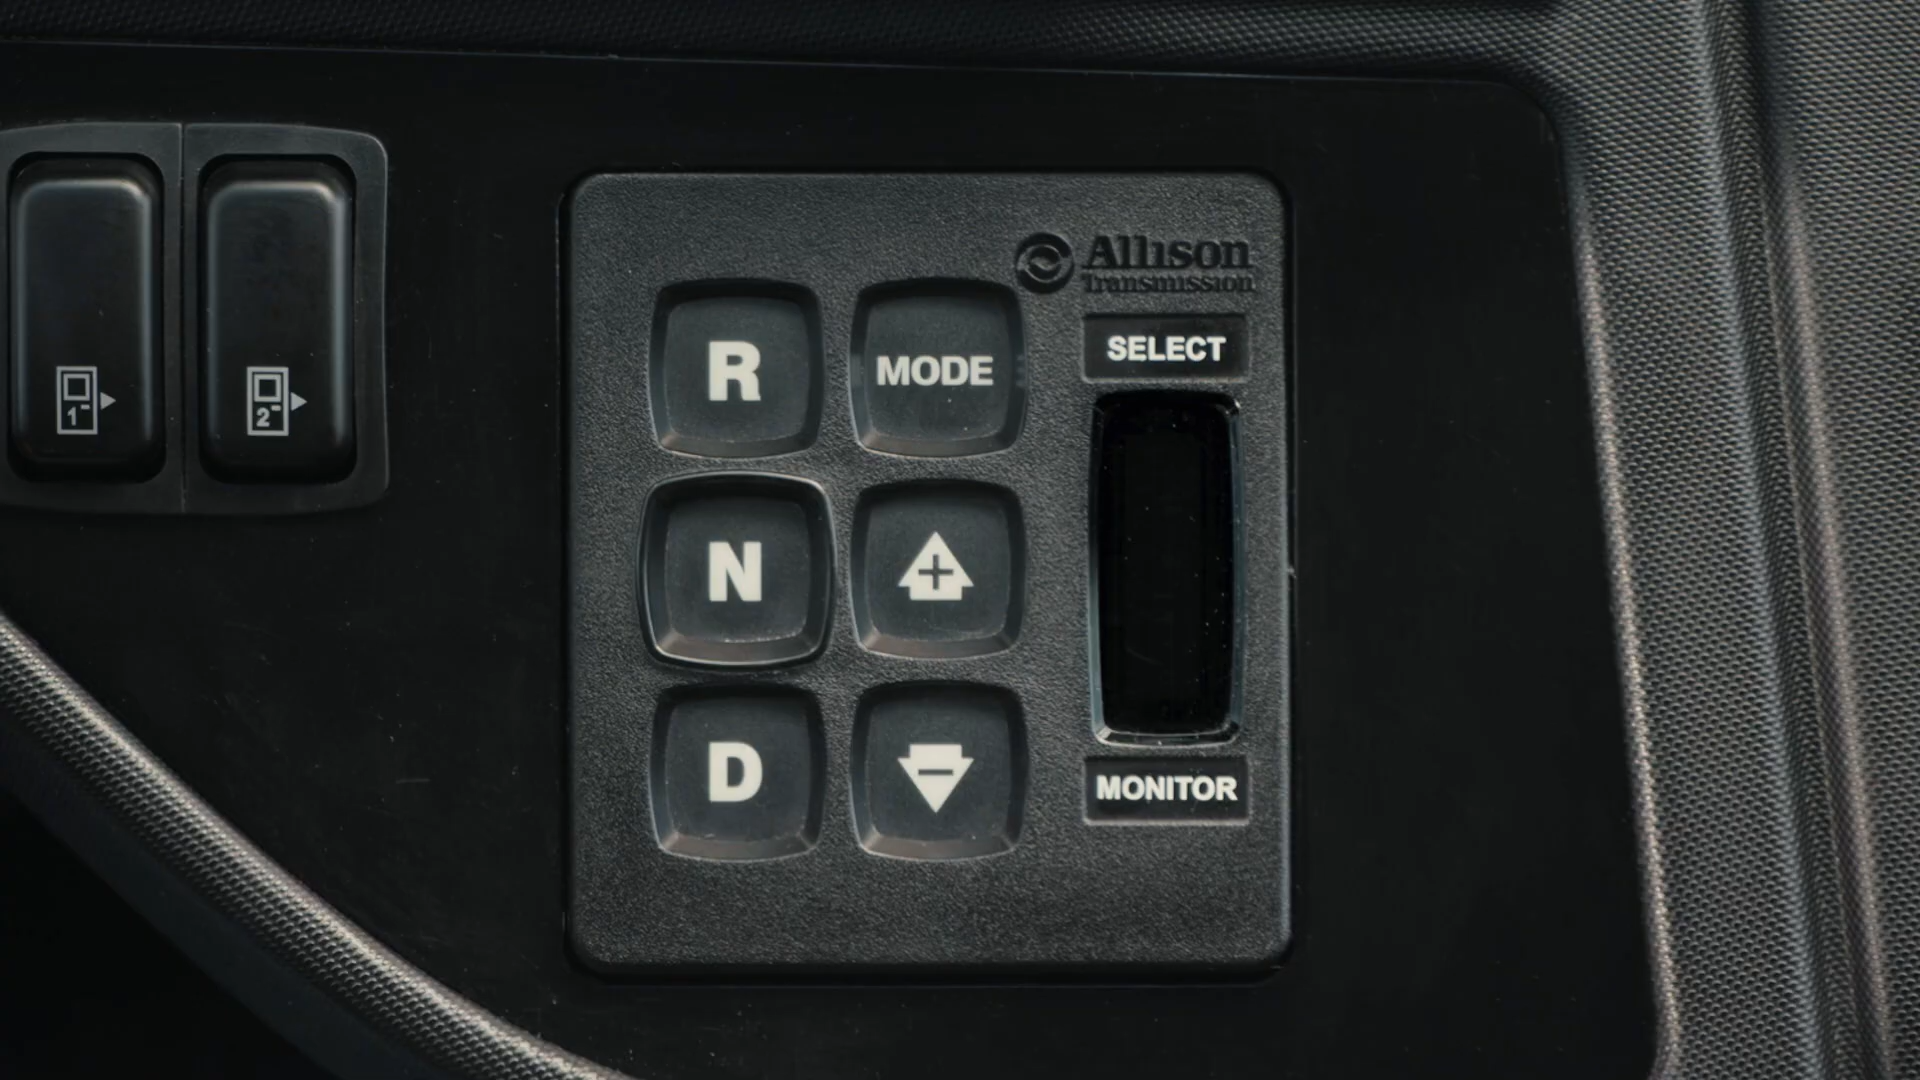 Allison
Transmission
SELECT
R
MODE
N
+
D
-
MONITOR
1
2